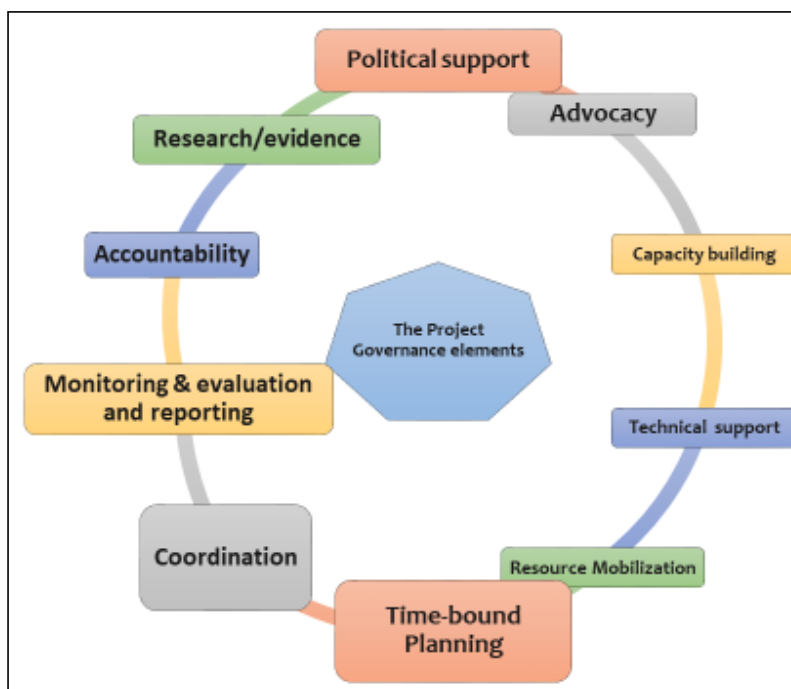 Political support
Advocacy
Research/evidence
Accountability
Capacity building
The Project
Governance elements
Monitoring & evaluation
and reporting
Technical support
Coordination
Resource Mobilization
Time-bound
Planning